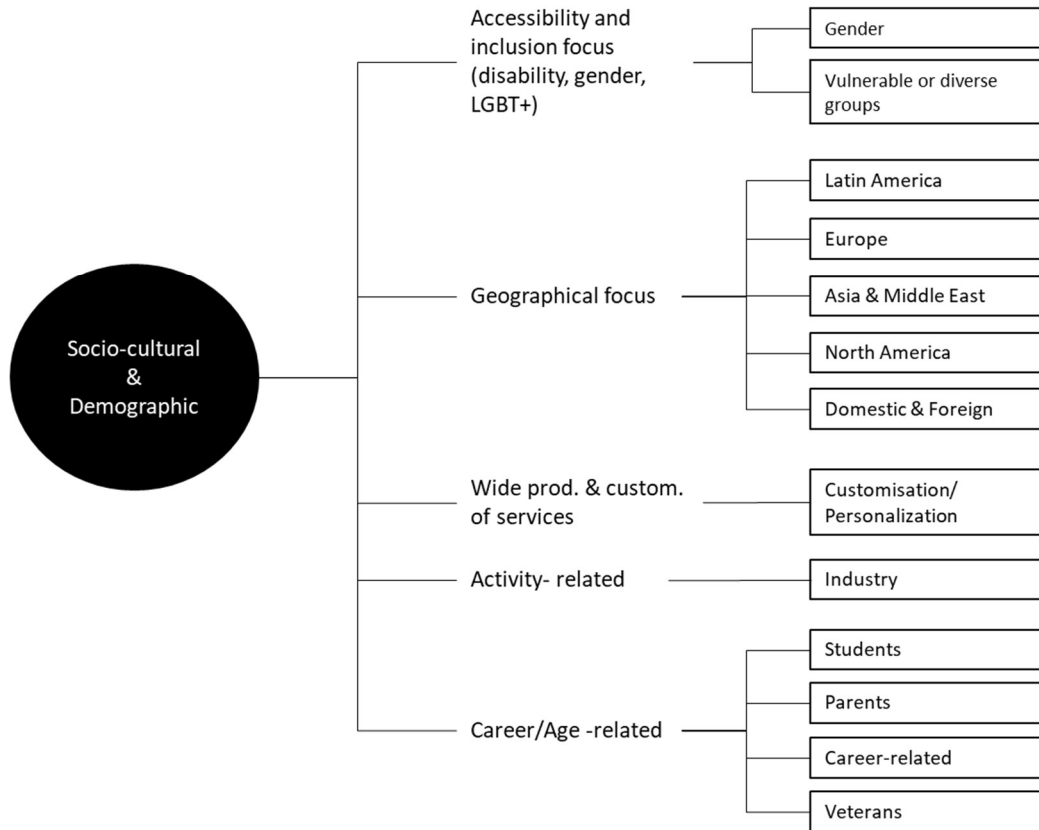 Socio-cultural
&
Demographic
Accessibility and
inclusion focus
(disability, gender,
LGBT+)
Gender
Vulnerable or diverse
groups
Geographical focus
Latin America
Europe
Asia & Middle East
North America
Domestic & Foreign
Wide prod. & custom.
of services
Customisation/
Personalization
Activity- related
Industry
Career/Age -related
Students
Parents
Career-related
Veterans